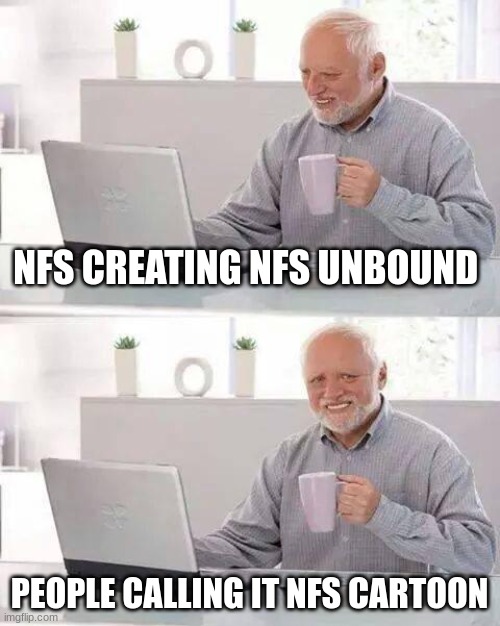 NFS CREATING NFS UNBOUND
PEOPLE CALLING IT NFS CARTOON
imgflip.com